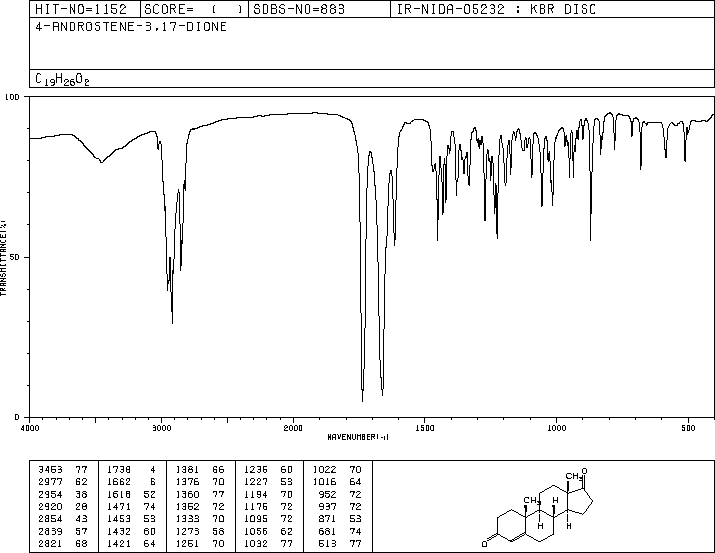 HIT-NO=1152 SCORE= ( ) SDBS-NO=883 IR-NIDA-05232 : KBR DISC
4-ANDROSTENE-3,17-DIONE
C19H26O2
100
50
0
TRANSMITTANCE(%)
4000 3000 2000 1500 1000 500
WAVENUMBER(-1)
3453 77 1738 4 1381 66 1236 60 1022 70
2977 62 1662 6 1376 70 1227 53 1016 64
2954 38 1618 52 1360 77 1194 70 952 72
2920 28 1471 74 1352 72 1176 72 937 72
2854 43 1453 53 1333 70 1095 72 871 53
2839 57 1432 60 1273 58 1056 62 681 74
2821 68 1421 64 1251 70 1032 77 513 77
O
CH3
CH3
H
H
H
O